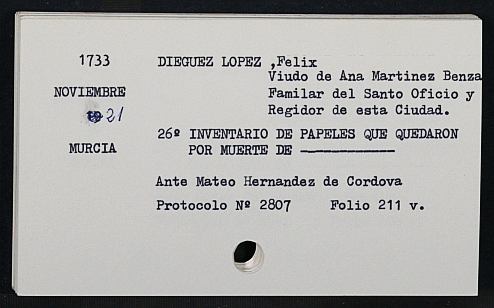 1733
DIEGUEZ LOPEZ ,Felix
Viudo de Ana Martinez Benza
NOVIEMBRE
Familar del Santo Oficio y
21
Regidor de esta Ciudad.
26º INVENTARIO DE PAPELES QUE QUEDARON
MURCIA
POR MUERTE DE ------------
Ante Mateo Hernandez de Cordova
Protocolo Nº 2807 Folio 211 v.